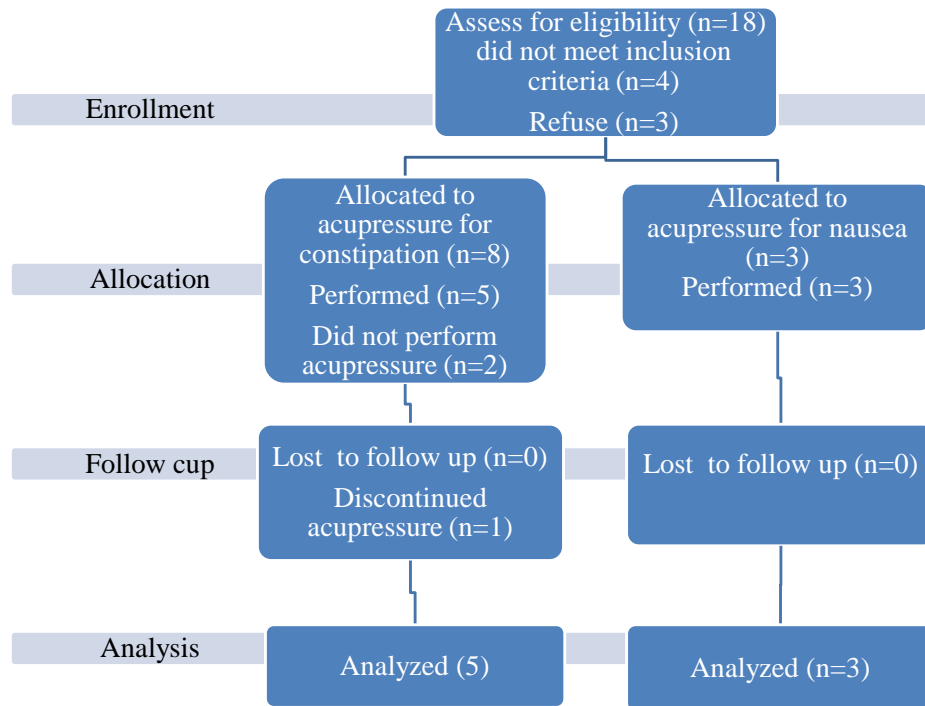 Assess for eligibility (n=18)
did not meet inclusion
criteria (n=4)
Refuse (n=3)
Enrollment
Allocated to
acupressure for
constipation (n=8)
Performed (n=5)
Did not perform
acupressure (n=2)
Allocated to
acupressure for nausea
(n=3)
Performed (n=3)
Allocation
Lost to follow up (n=0)
Discontinued
acupressure (n=1)
Lost to follow up (n=0)
Follow cup
Analyzed (5)
Analyzed (n=3)
Analysis